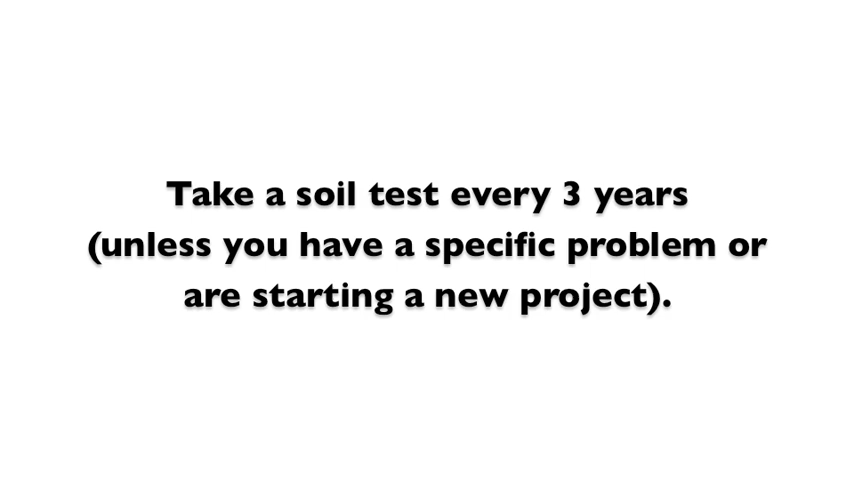 Take a soil test every 3 years
(unless you have a specific problem or
are starting a new project).